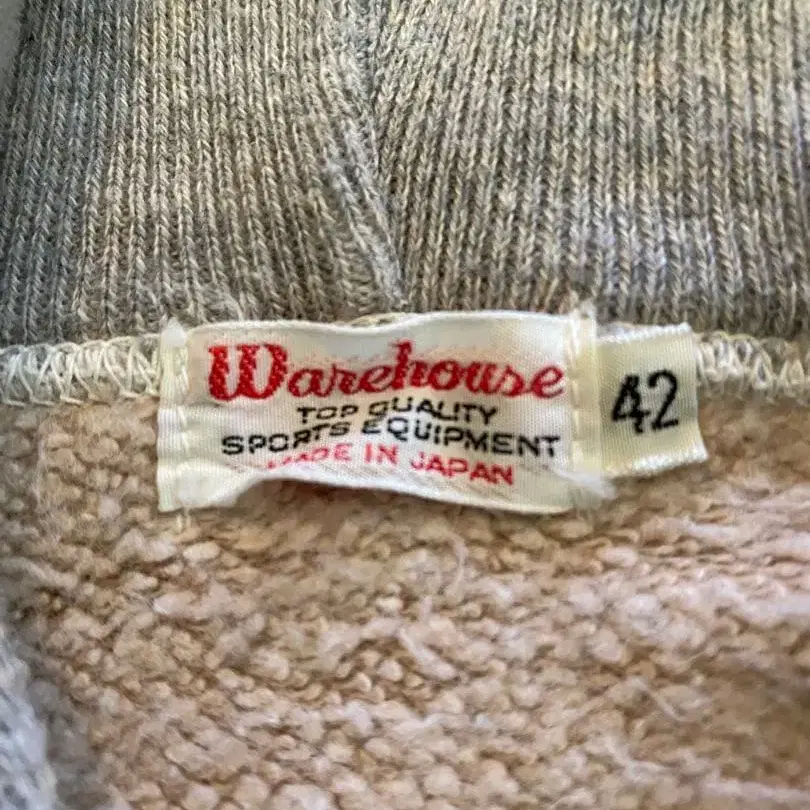 Warehouse
TOP QUALITY
SPORTS EQUIPMENT
MADE IN JAPAN
42